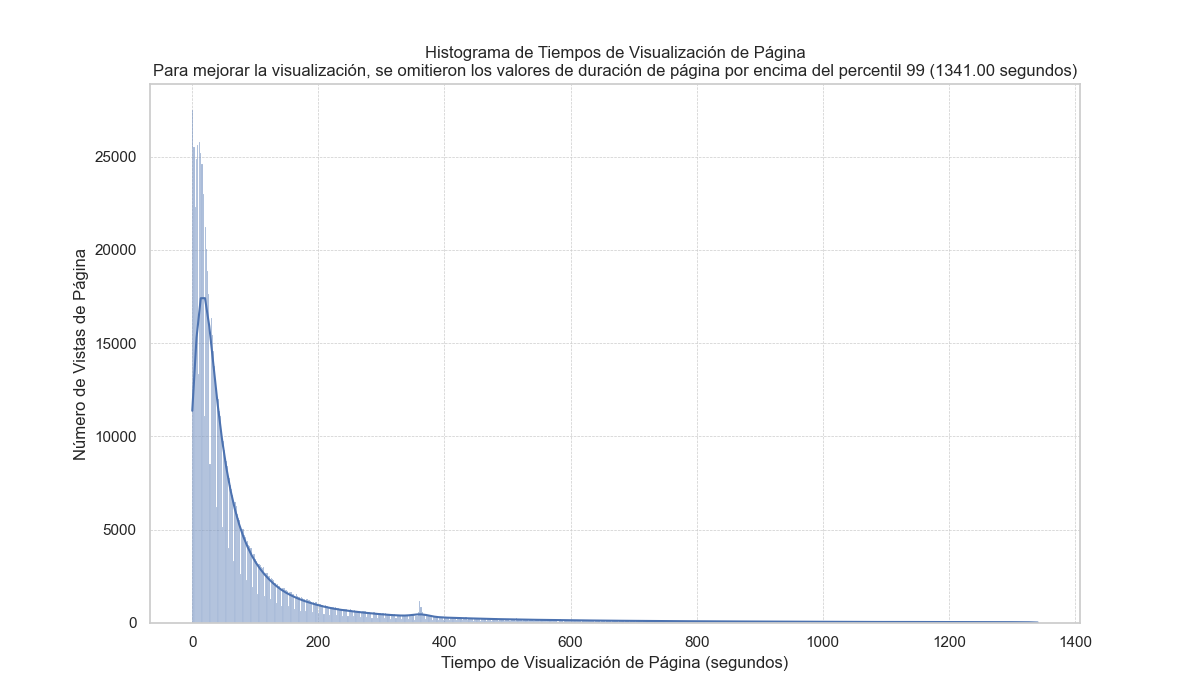 Histograma de Tiempos de Visualización de Página
Para mejorar la visualización, se omitieron los valores de duración de página por encima del percentil 99 (1341.00 segundos)
Número de Vistas de Página
25000
20000
15000
10000
5000
0
0 200 400 600 800 1000 1200 1400
Tiempo de Visualización de Página (segundos)